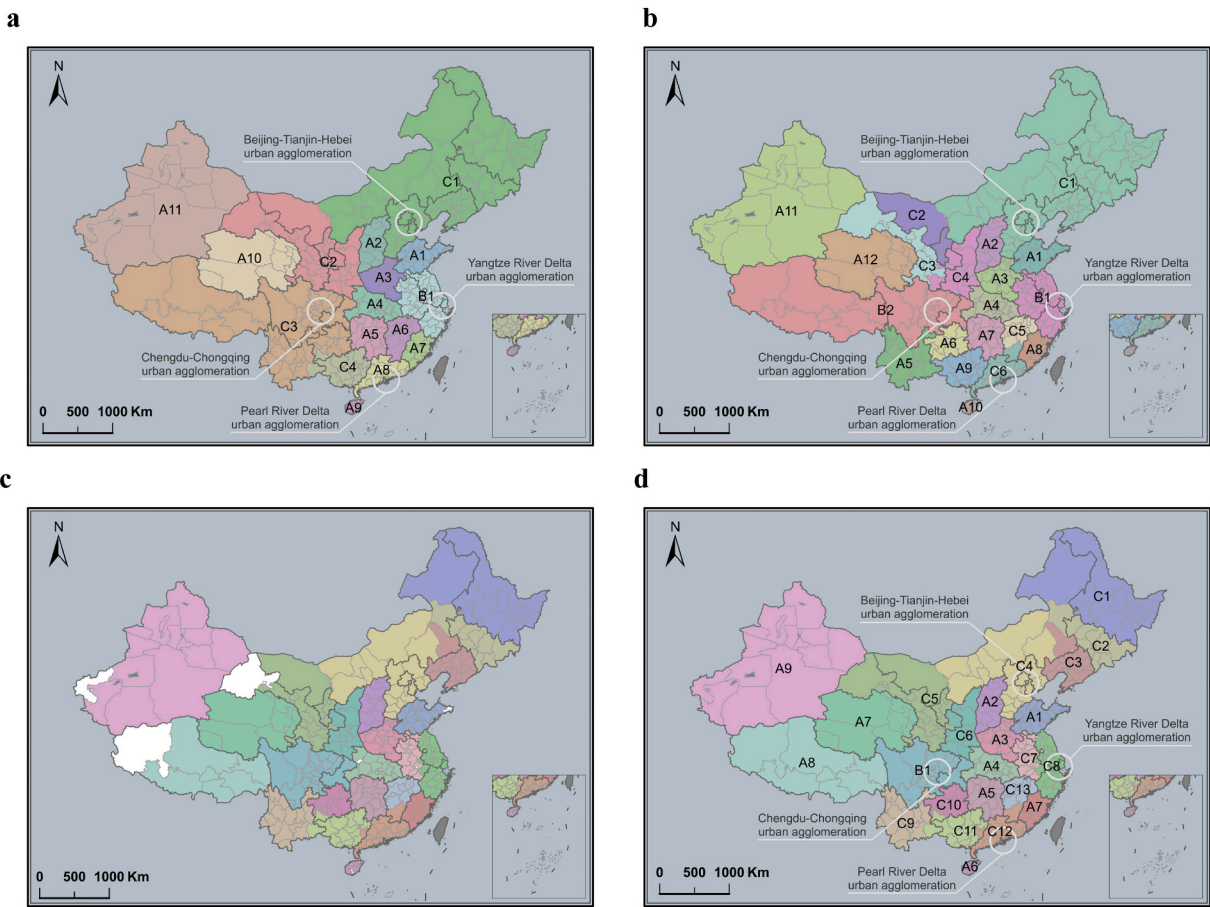 a
N
Beijing-Tianjin-Hebei
urban agglomeration
C1
A11
A2
A10
C2
A1
A3
Yangtze River Delta
urban agglomeration
B1
A4
C3
A5
A6
A7
Chengdu-Chongqing
urban agglomeration
C4
A8
A9
Pearl River Delta
urban agglomeration
0 500 1000 Km
b
N
Beijing-Tianjin-Hebei
urban agglomeration
C1
A11
C2
A2
A12
C3
C4
A1
A3
Yangtze River Delta
urban agglomeration
B1
A4
B2
A7
C5
A6
A8
Chengdu-Chongqing
urban agglomeration
A5
A9
C6
A10
Pearl River Delta
urban agglomeration
0 500 1000 Km
c
N
0 500 1000 Km
d
N
Beijing-Tianjin-Hebei
urban agglomeration
C1
C2
C3
C4
A9
C5
A2
A7
A1
C6
A3
Yangtze River Delta
urban agglomeration
C7
C8
A8
B1
A4
A5
C13
C10
A7
Chengdu-Chongqing
urban agglomeration
C9
C11
C12
A6
Pearl River Delta
urban agglomeration
0 500 1000 Km